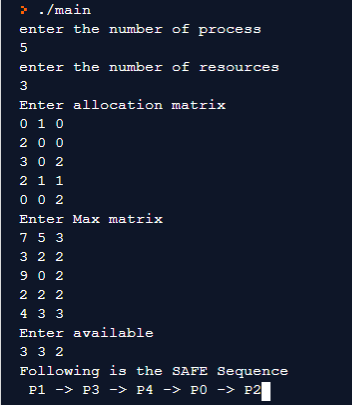 > ./main
enter the number of process
5
enter the number of resources
3
Enter allocation matrix
0 1 0
2 0 0
3 0 2
2 1 1
0 0 2
Enter Max matrix
7 5 3
3 2 2
9 0 2
2 2 2
4 3 3
Enter available
3 3 2
Following is the SAFE Sequence
P1 -> P3 -> P4 -> P0 -> P2